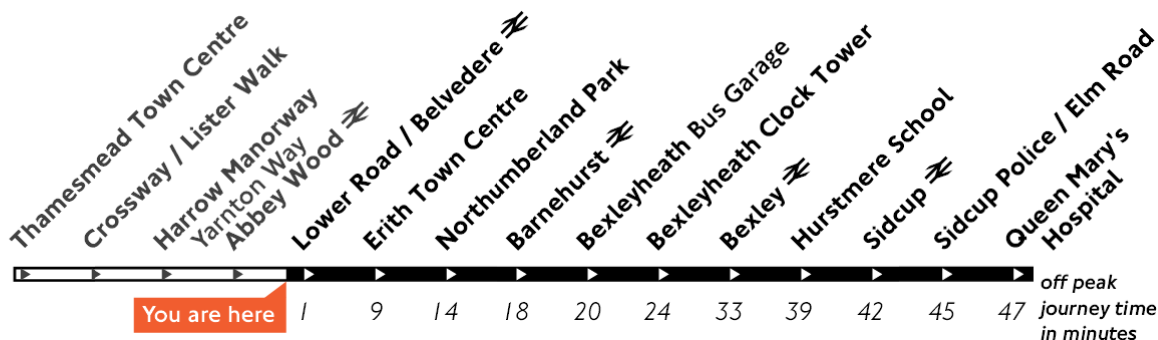 Thamesmead Town Centre
Crossway / Lister Walk
Harrow Manorway
Yarnton Way
Abbey Wood
Lower Road / Belvedere
Erith Town Centre
Northumberland Park
Barnehurst
Bexleyheath Bus Garage
Bexleyheath Clock Tower
Bexley
Hurstmere School
Sidcup
Sidcup Police / Elm Road
Queen Mary's
Hospital
You are here
1 9 14 18 20 24 33 39 42 45 47
off peak
journey time
in minutes